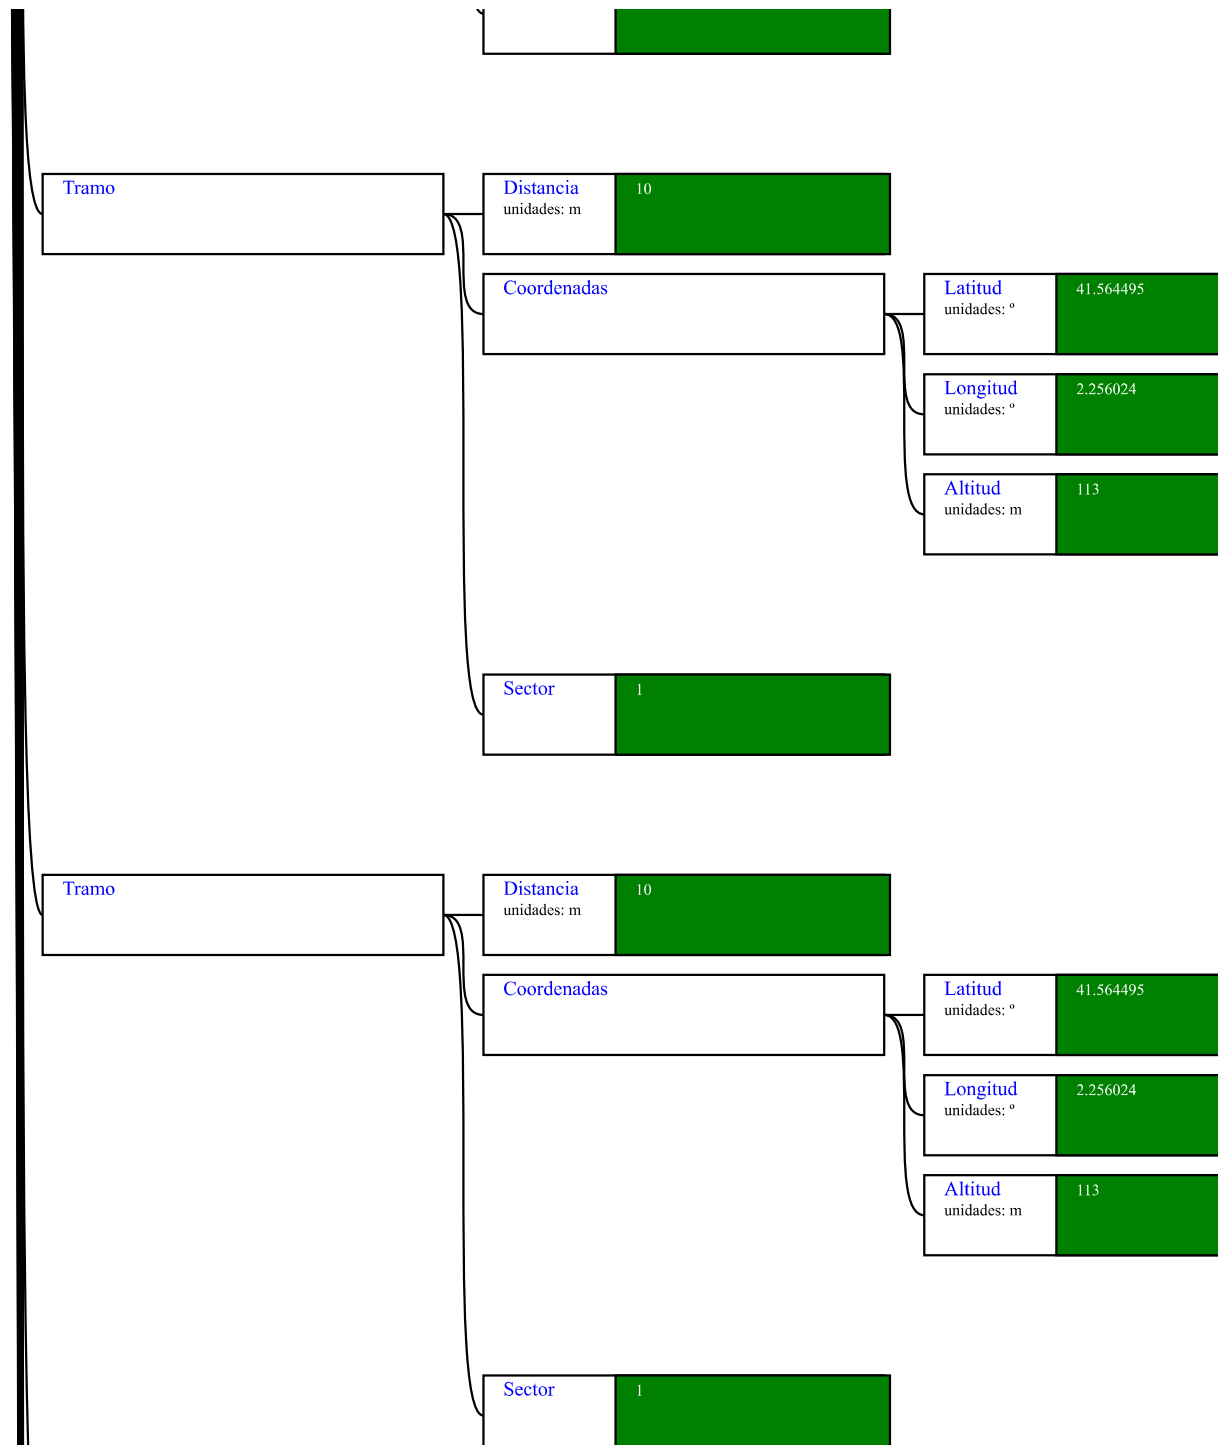 Tramo
Distancia
unidades: m
10
Coordenadas
Latitud
unidades: º
41.564495
Longitud
unidades: º
2.256024
Altitud
unidades: m
113
Sector
1
Tramo
Distancia
unidades: m
10
Coordenadas
Latitud
unidades: º
41.564495
Longitud
unidades: º
2.256024
Altitud
unidades: m
113
Sector
1